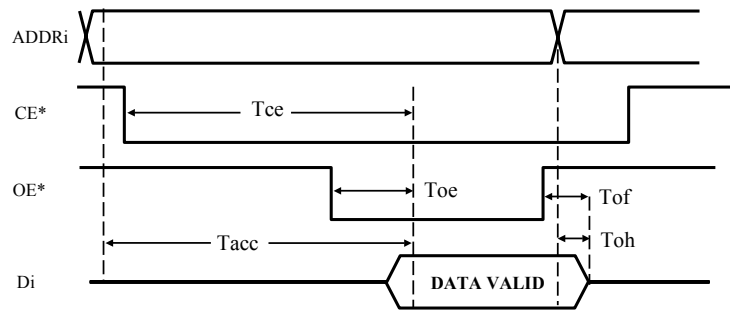 ADDRi
CE*
Tce
OE*
Toe
Tof
Tacc
Toh
Di
DATA VALID